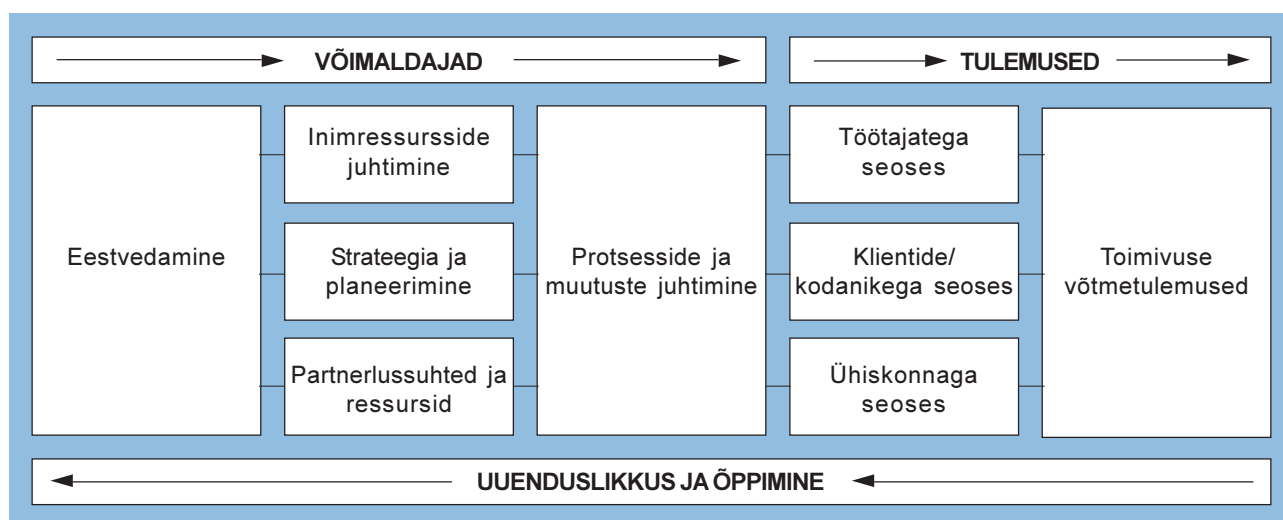 VÕIMALDAJAD
TULEMUSED
Eestvedamine
Inimressursside
juhtimine
Strateegia ja
planeerimine
Partnerlussuhted ja
ressursid
Protsesside ja
muutuste juhtimine
Töötajatega
seoses
Klientide/
kodanikega seoses
Ühiskonnaga
seoses
Toimivuse
võtmetulemused
UUENDUSLIKKUS JA ÕPPIMINE